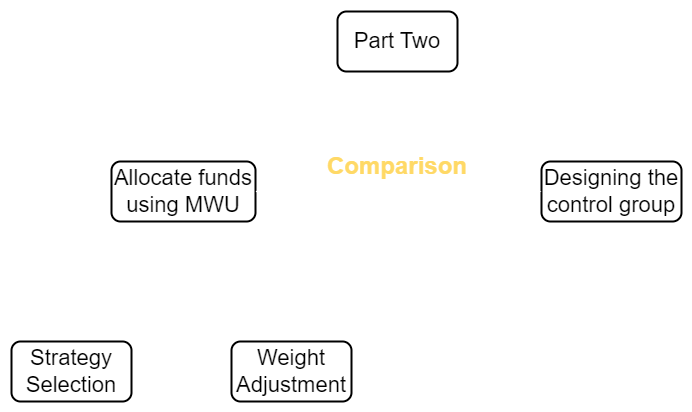 Part Two
Comparison
Allocate funds
using MWU
Designing the
control group
Strategy
Selection
Weight
Adjustment